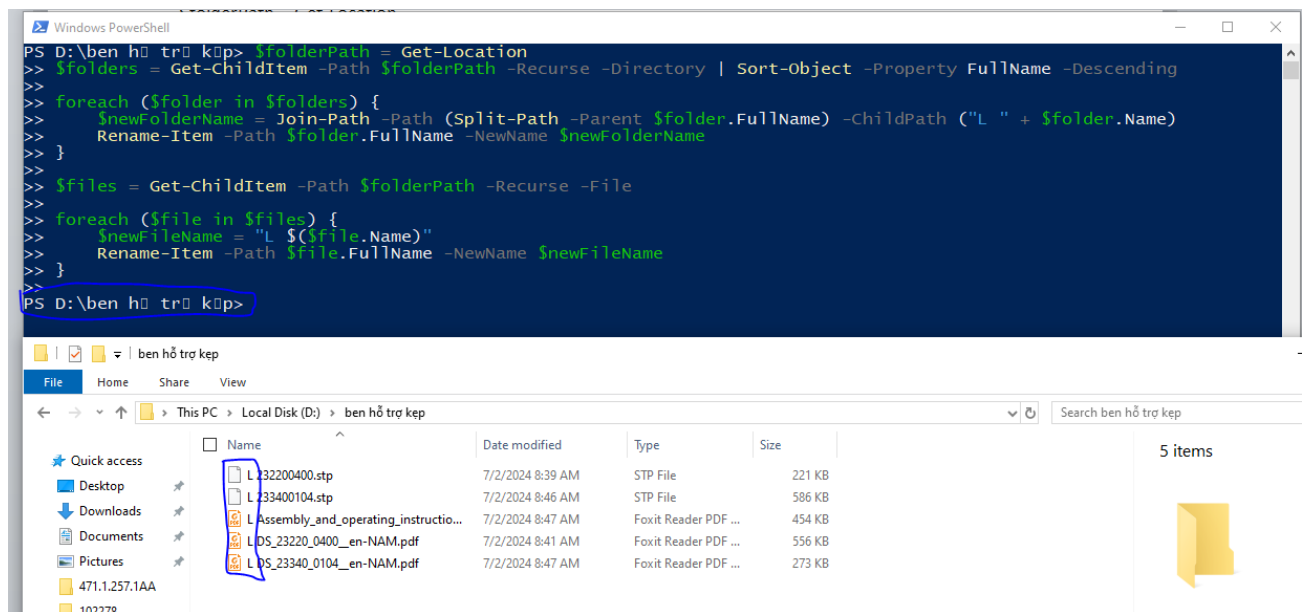 Windows PowerShell
PS D:\ben h▯ tr▯ k▯p> $folderPath = Get-Location
>> $folders = Get-ChildItem -Path $folderPath -Recurse -Directory | Sort-Object -Property FullName -Descending
>>
>> foreach ($folder in $folders) {
>>     $newFolderName = Join-Path -Path (Split-Path -Parent $folder.FullName) -ChildPath ("L " + $folder.Name)
>>     Rename-Item -Path $folder.FullName -NewName $newFolderName
>> }
>>
>> $files = Get-ChildItem -Path $folderPath -Recurse -File
>>
>> foreach ($file in $files) {
>>     $newFileName = "L $($file.Name)"
>>     Rename-Item -Path $file.FullName -NewName $newFileName
>> }
>>
PS D:\ben h▯ tr▯ k▯p>
ben hỗ trợ kẹp
File Home Share View
This PC > Local Disk (D:) > ben hỗ trợ kẹp
Search ben hỗ trợ kẹp
Name Date modified Type Size
5 items
Quick access
Desktop
Downloads
Documents
Pictures
471.1.257.1AA
102278
L 232200400.stp 7/2/2024 8:39 AM STP File 221 KB
L 233400104.stp 7/2/2024 8:46 AM STP File 586 KB
L Assembly_and_operating_instructio... 7/2/2024 8:47 AM Foxit Reader PDF ... 454 KB
L DS_23220_0400__en-NAM.pdf 7/2/2024 8:41 AM Foxit Reader PDF ... 556 KB
L DS_23340_0104__en-NAM.pdf 7/2/2024 8:47 AM Foxit Reader PDF ... 273 KB